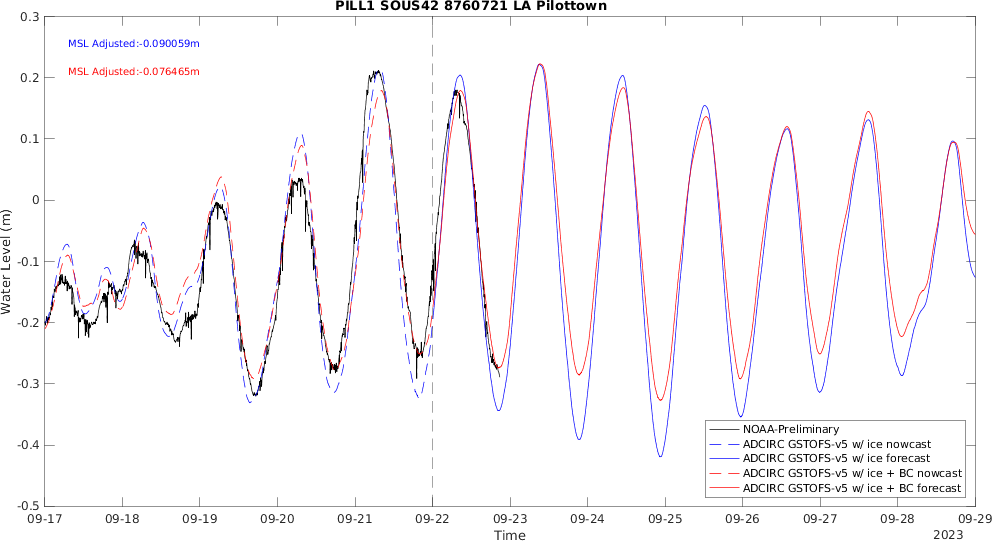 PILL1 SOUS42 8760721 LA Pilottown
MSL Adjusted:-0.090059m
MSL Adjusted:-0.076465m
0.3
0.2
0.1
0
-0.1
-0.2
-0.3
-0.4
-0.5
Water Level (m)
NOAA-Preliminary
ADCIRC GSTOFS-v5 w/ ice nowcast
ADCIRC GSTOFS-v5 w/ ice forecast
ADCIRC GSTOFS-v5 w/ ice + BC nowcast
ADCIRC GSTOFS-v5 w/ ice + BC forecast
09-17 09-18 09-19 09-20 09-21 09-22 09-23 09-24 09-25 09-26 09-27 09-28 09-29
Time
2023